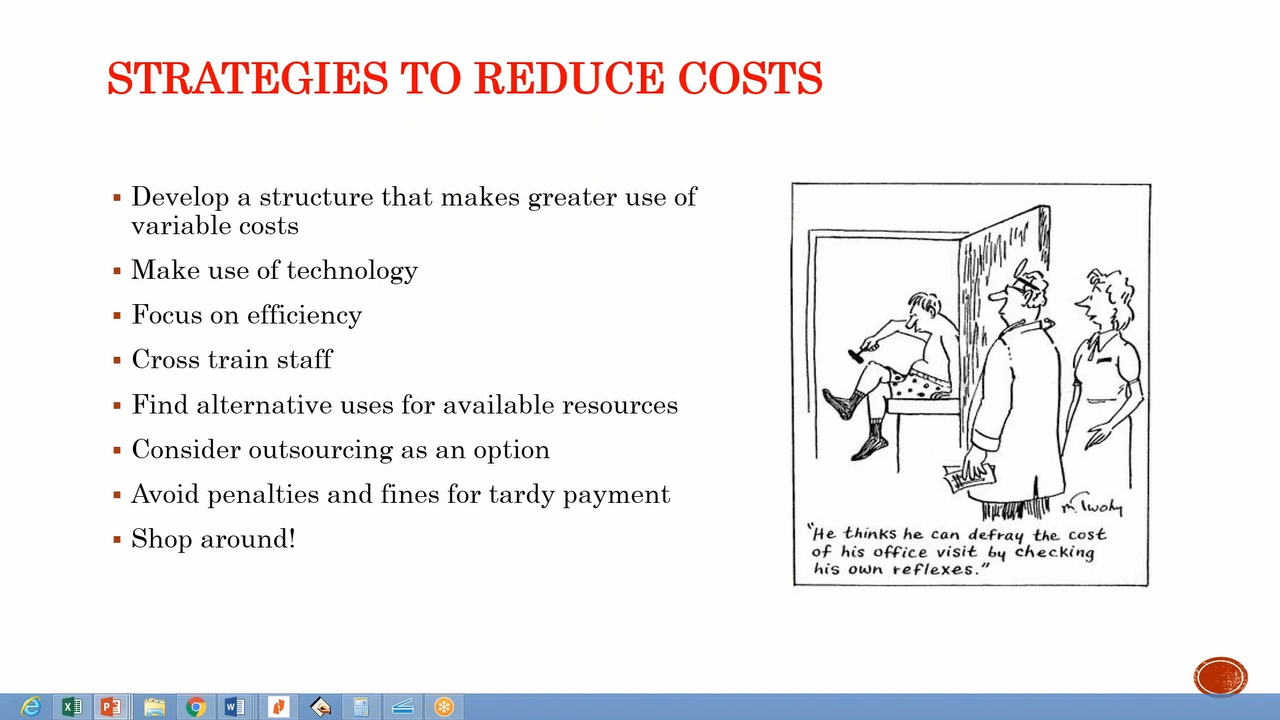 STRATEGIES TO REDUCE COSTS
▪ Develop a structure that makes greater use of
variable costs
▪ Make use of technology
▪ Focus on efficiency
▪ Cross train staff
▪ Find alternative uses for available resources
▪ Consider outsourcing as an option
▪ Avoid penalties and fines for tardy payment
▪ Shop around!
M. Twohy
"He thinks he can defray the cost
of his office visit by checking
his own reflexes."